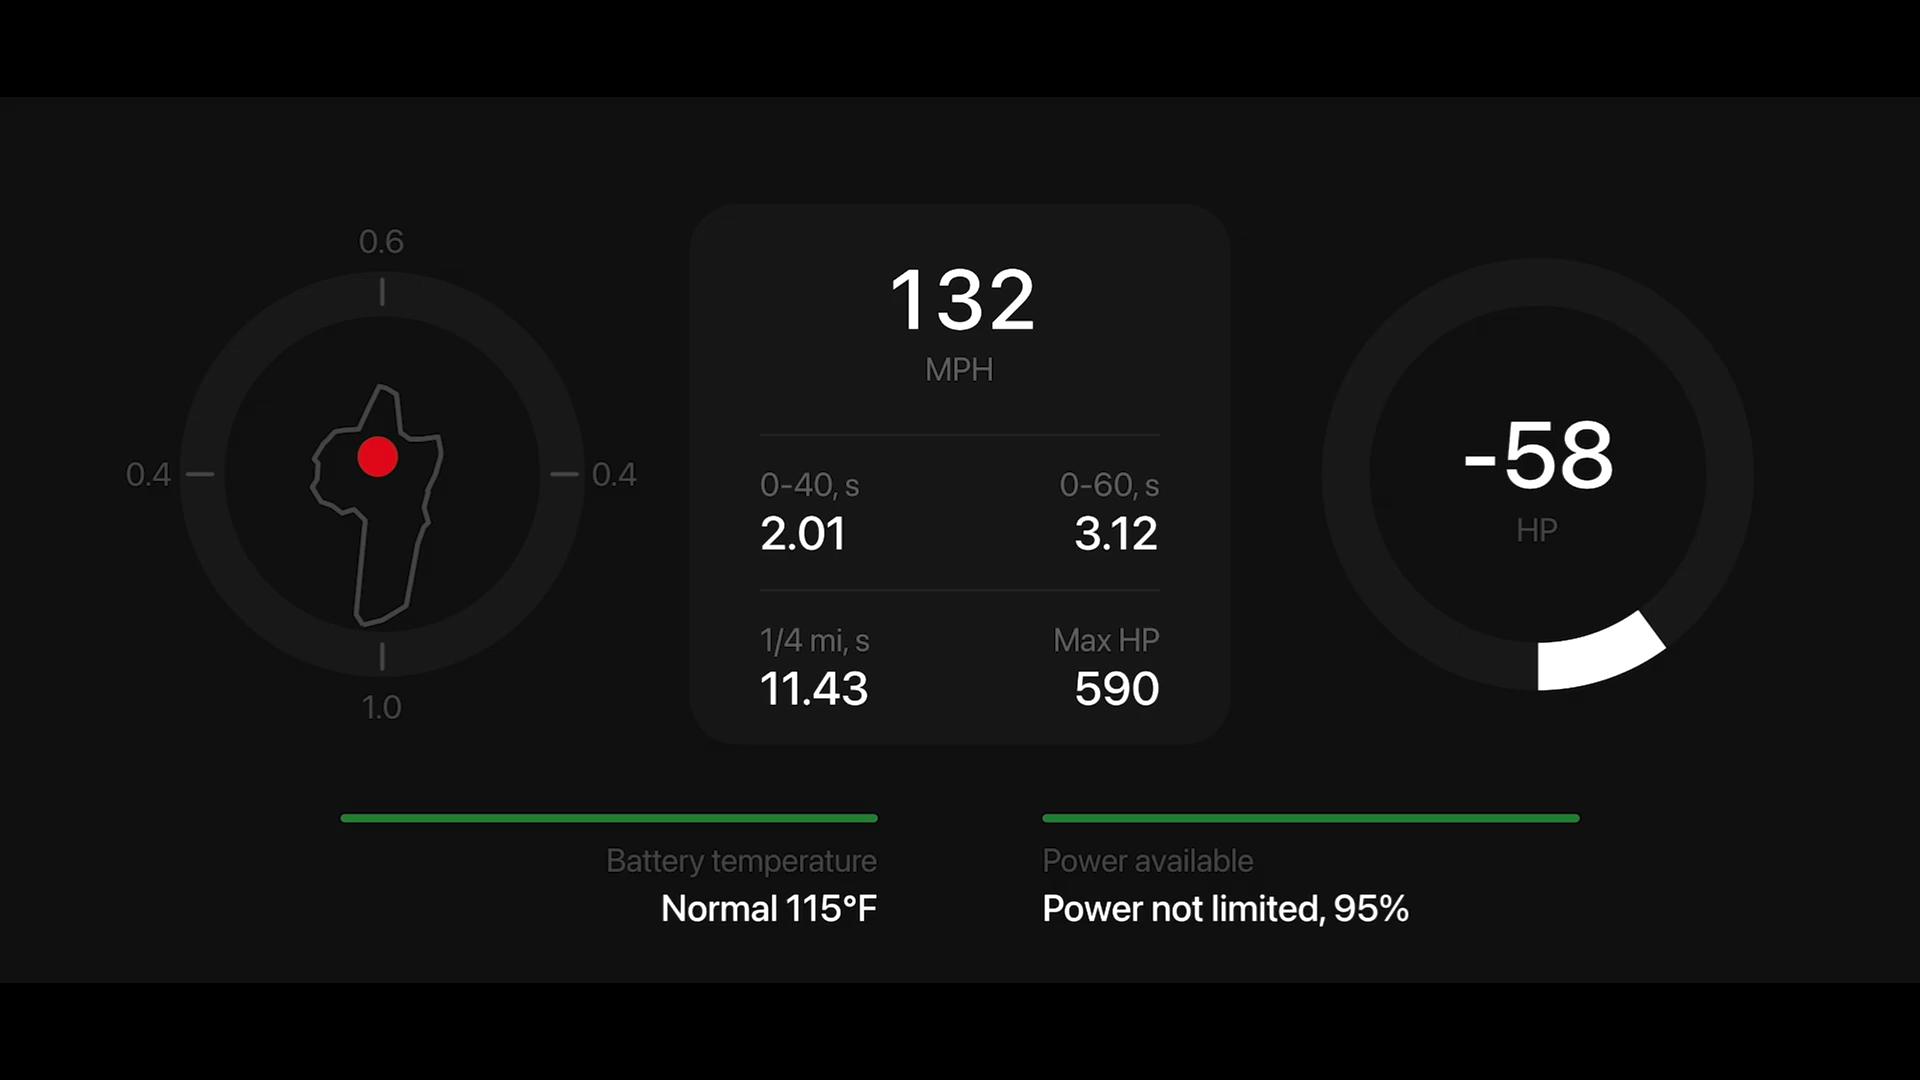 0.6
0.4
0.4
1.0
132
MPH
0-40, s
0-60, s
2.01
3.12
1/4 mi, s
Max HP
11.43
590
-58
HP
Battery temperature
Normal 115°F
Power available
Power not limited, 95%